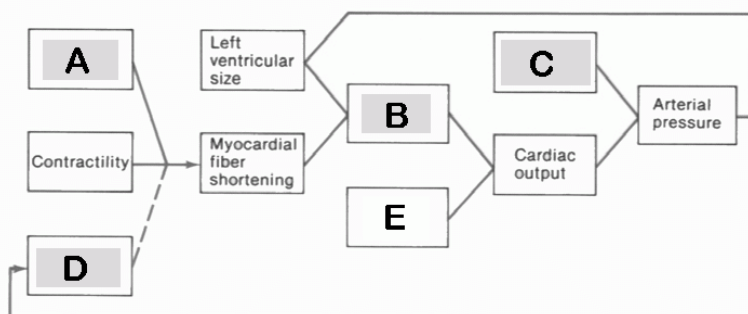 A
Left
ventricular
size
C
B
Arterial
pressure
Contractility
Myocardial
fiber
shortening
Cardiac
output
E
D